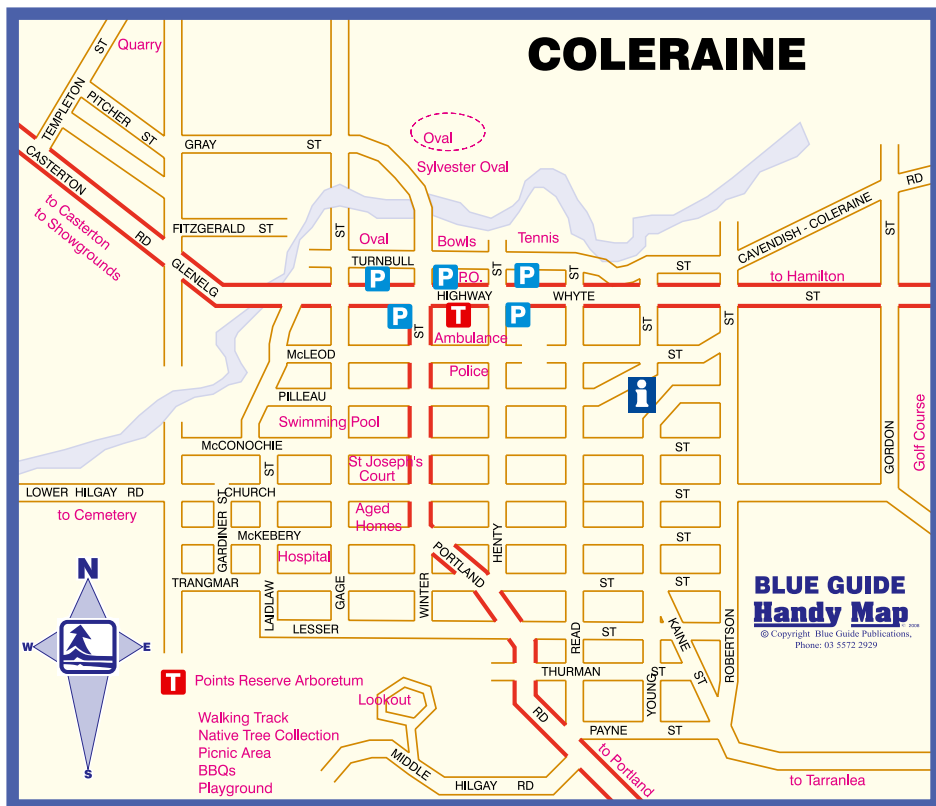 COLERAINE
Quarry
TEMPLETON ST
PITCHER ST
GRAY ST
Oval
Sylvester Oval
CASTERTON RD
to Casterton
to Showgrounds
FITZGERALD ST
ST
Oval
Bowls
Tennis
CAVENDISH - COLERAINE RD
ST
TURNBULL ST
ST
ST
GLENELG HIGHWAY
P
P
P.O.
P
WHYTE ST
to Hamilton
P
T
P
ST
ST
ST
Ambulance
McLEOD ST
Police
PILLEAU
i
Swimming Pool
McCONOCHIE ST
ST
St Joseph's
Court
GORDON
Golf Course
LOWER HILGAY RD
CHURCH ST
to Cemetery
GARDINER ST
Aged
Homes
McKEBERY ST
Hospital
PORTLAND
HENTY
TRANGMAR ST
ST
LAIDLAW
GAGE
WINTER
LESSER ST
READ
KAINE ST
ROBERTSON
N
W
E
S
BLUE GUIDE
Handy Map
© 2008
© Copyright Blue Guide Publications,
Phone: 03 5572 2929
THURMAN ST
YOUNG
T
Points Reserve Arboretum
Lookout
RD
Walking Track
Native Tree Collection
Picnic Area
BBQs
Playground
PAYNE ST
to Portland
MIDDLE HILGAY RD
to Tarranlea